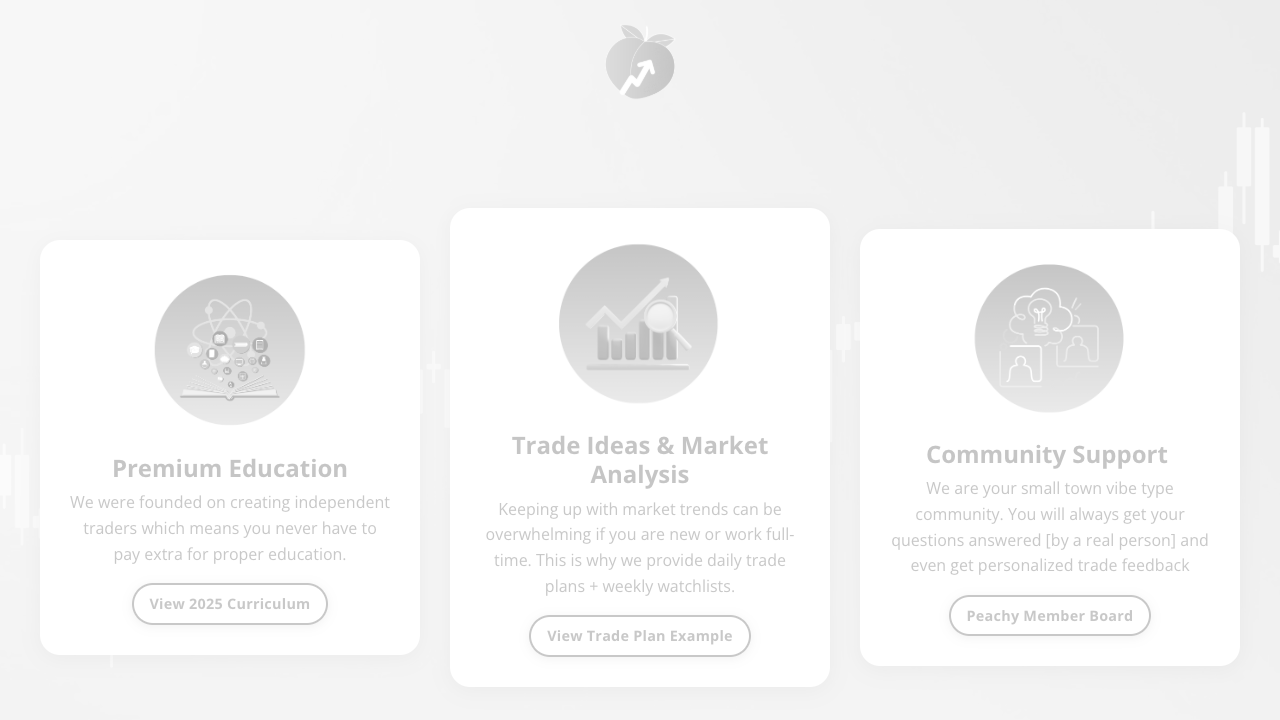 Premium Education
We were founded on creating independent
traders which means you never have to
pay extra for proper education.
View 2025 Curriculum
Trade Ideas & Market
Analysis
Keeping up with market trends can be
overwhelming if you are new or work full-
time. This is why we provide daily trade
plans + weekly watchlists.
View Trade Plan Example
Community Support
We are your small town vibe type
community. You will always get your
questions answered [by a real person] and
even get personalized trade feedback
Peachy Member Board